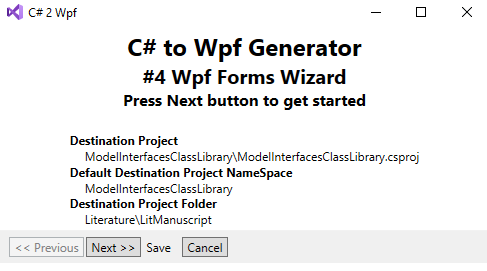 C# 2 Wpf
C# to Wpf Generator
#4 Wpf Forms Wizard
Press Next button to get started
Destination Project
ModelInterfacesClassLibrary\ModelInterfacesClassLibrary.csproj
Default Destination Project NameSpace
ModelInterfacesClassLibrary
Destination Project Folder
Literature\LitManuscript
<< Previous Next >> Save Cancel